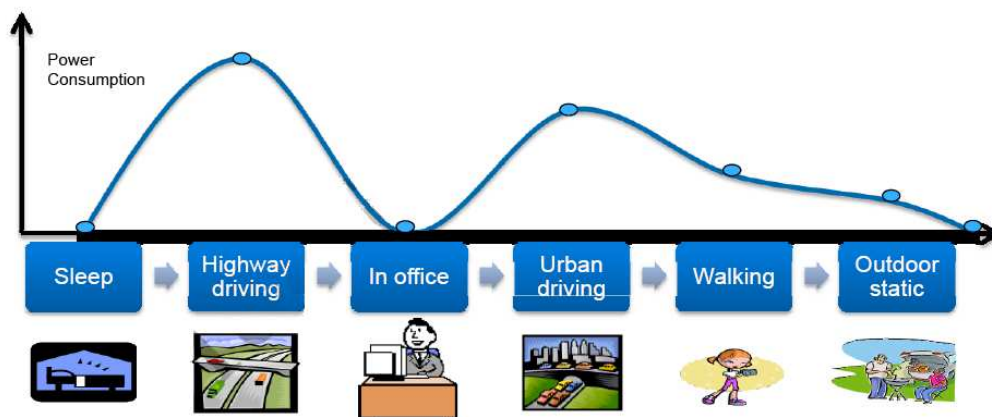 Power
Consumption
Sleep
Highway
driving
In office
Urban
driving
Walking
Outdoor
static